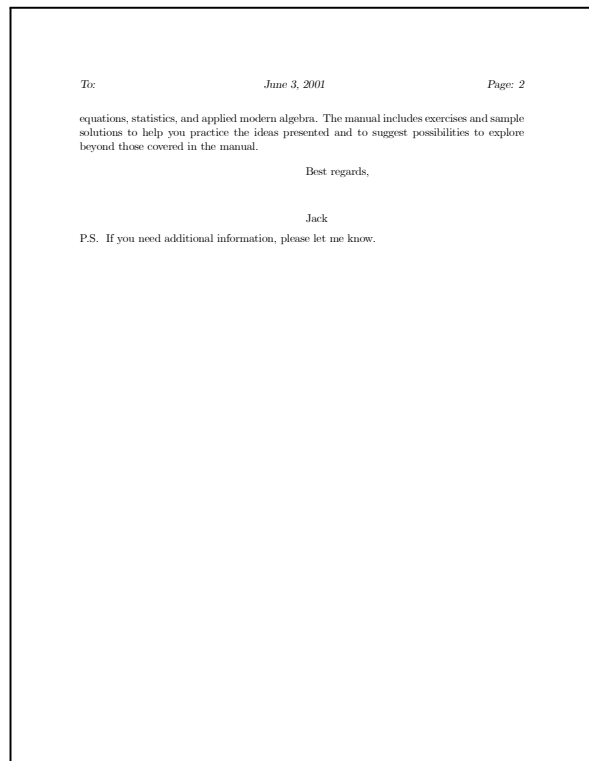 To: June 3, 2001 Page: 2
equations, statistics, and applied modern algebra. The manual includes exercises and sample
solutions to help you practice the ideas presented and to suggest possibilities to explore
beyond those covered in the manual.
Best regards,
Jack
P.S. If you need additional information, please let me know.